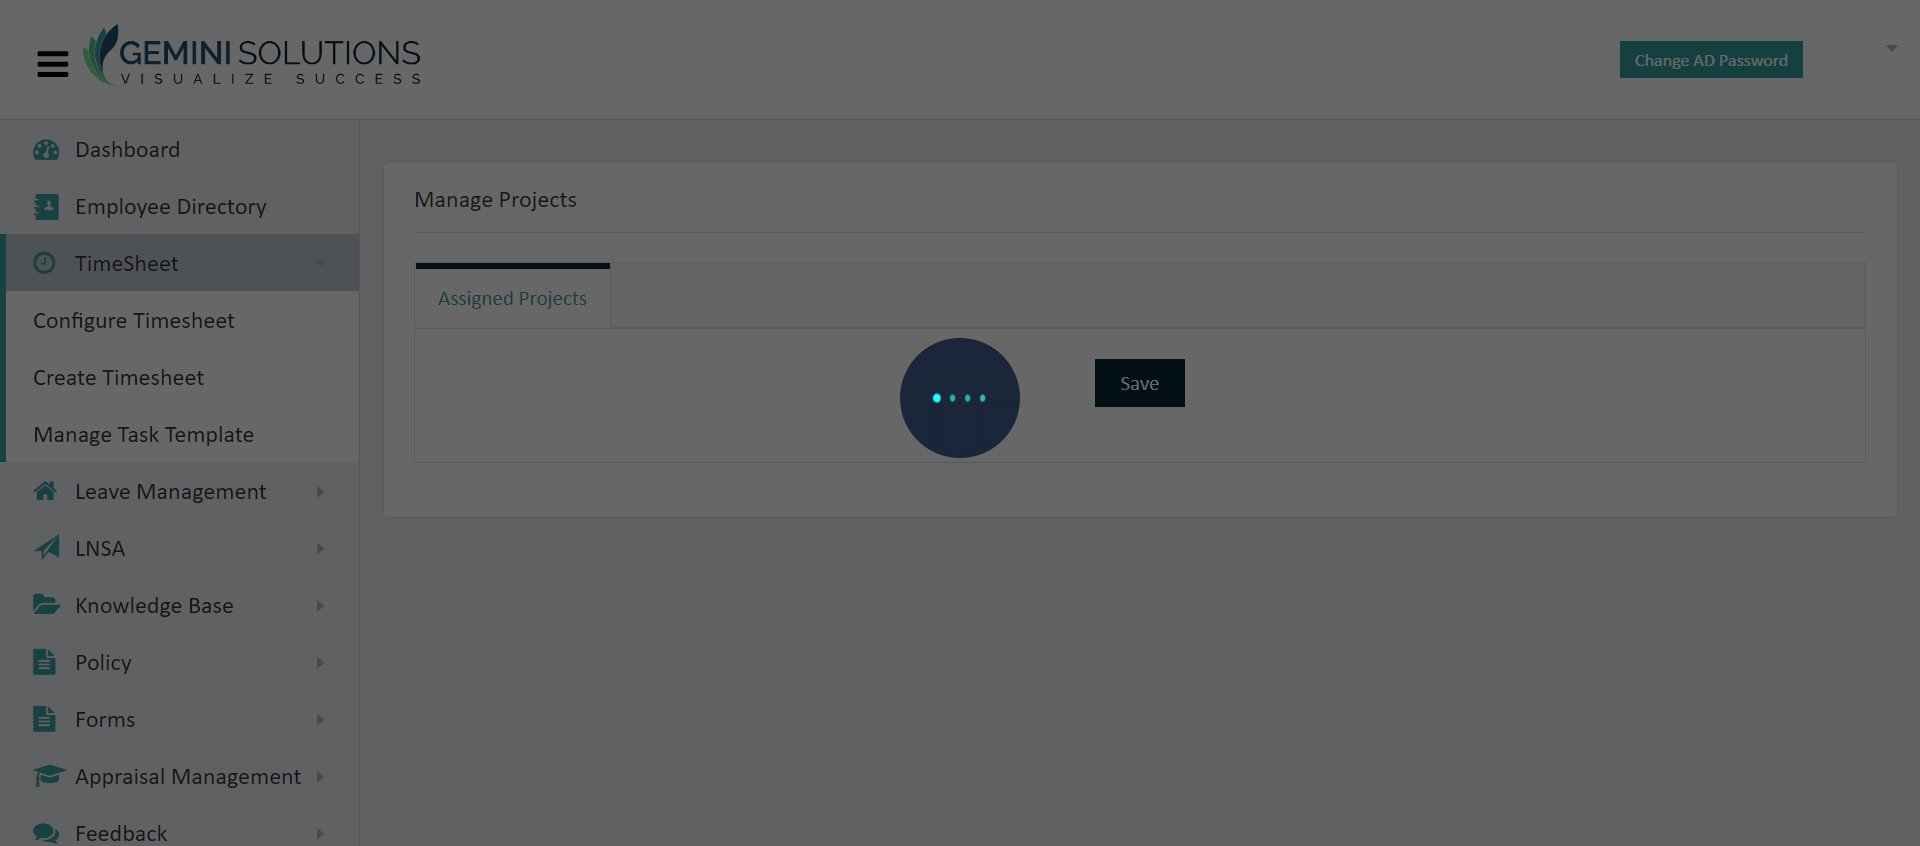 GEMINI SOLUTIONS
VISUALIZE SUCCESS
Change AD Password
Dashboard
Employee Directory
TimeSheet
Configure Timesheet
Create Timesheet
Manage Task Template
Leave Management
LNSA
Knowledge Base
Policy
Forms
Appraisal Management
Feedback
Manage Projects
Assigned Projects
Save